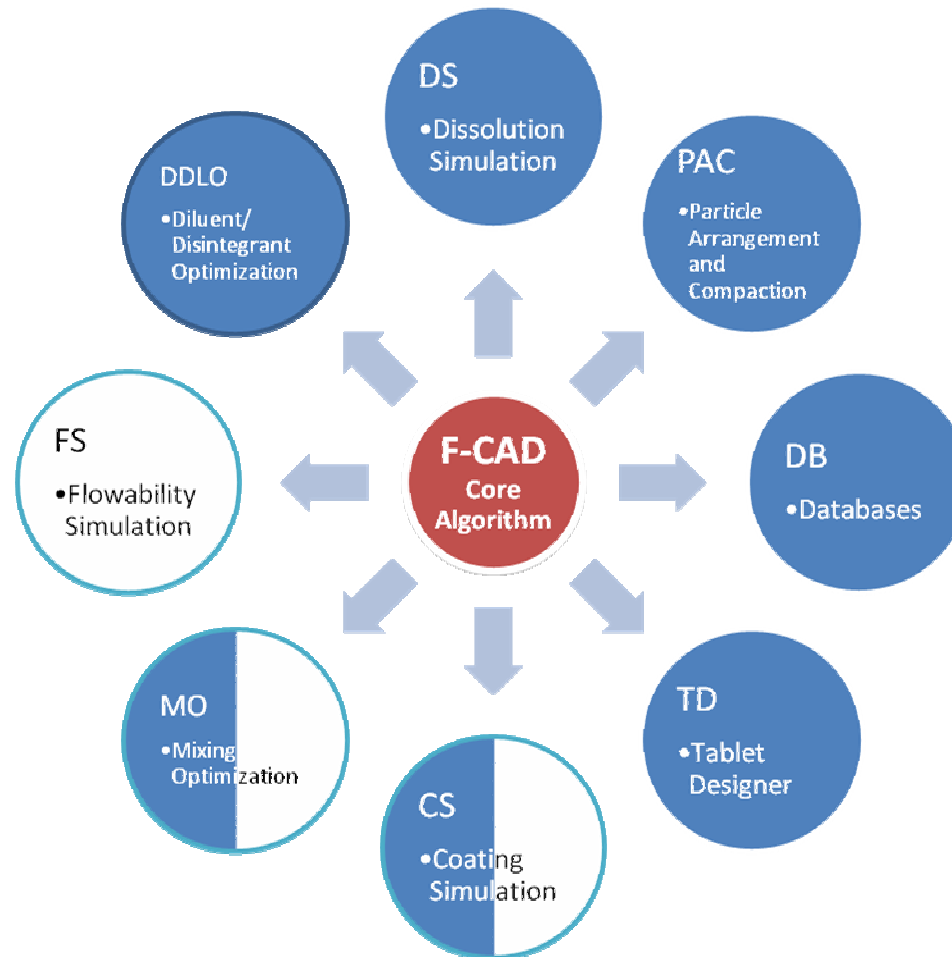 DS
•Dissolution
Simulation
PAC
•Particle
Arrangement
and
Compaction
DB
•Databases
TD
•Tablet
Designer
CS
•Coating
Simulation
MO
•Mixing
Optimization
FS
•Flowability
Simulation
DDLO
•Diluent/
Disintegrant
Optimization
F-CAD
Core
Algorithm